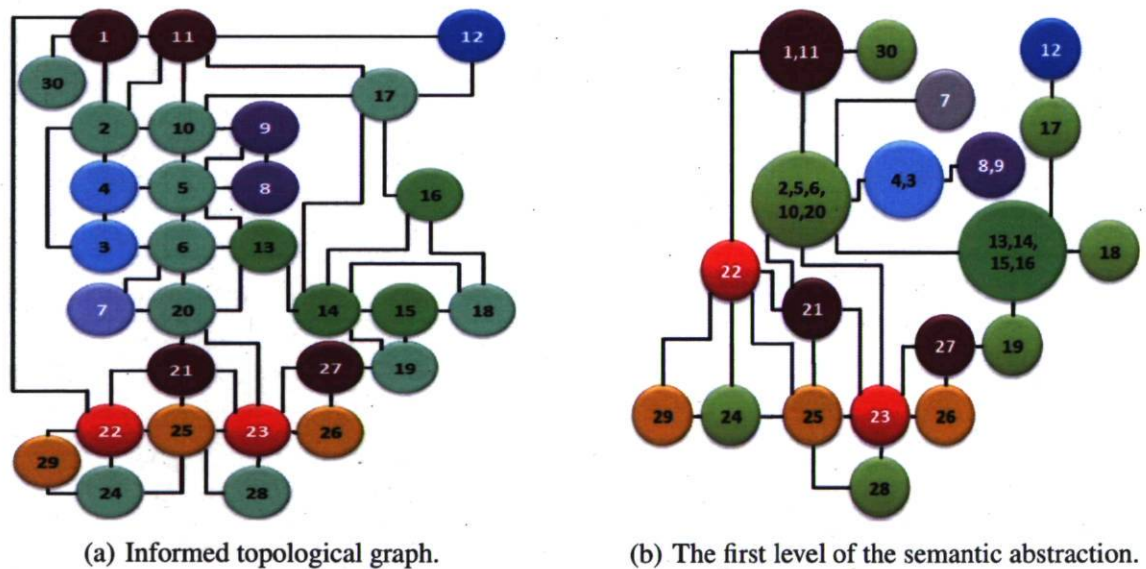 1 11 12
30
17
2 10 9
4 5 8
16
3 6 13
7 20 14 15 18
21 27 19
22 25 23 26
29
24 28
(a) Informed topological graph.
1,11 30 12
7
17
2,5,6,
10,20
4,3 8,9
13,14,
15,16
18
22
21
27 19
29 24 25 23 26
28
(b) The first level of the semantic abstraction.